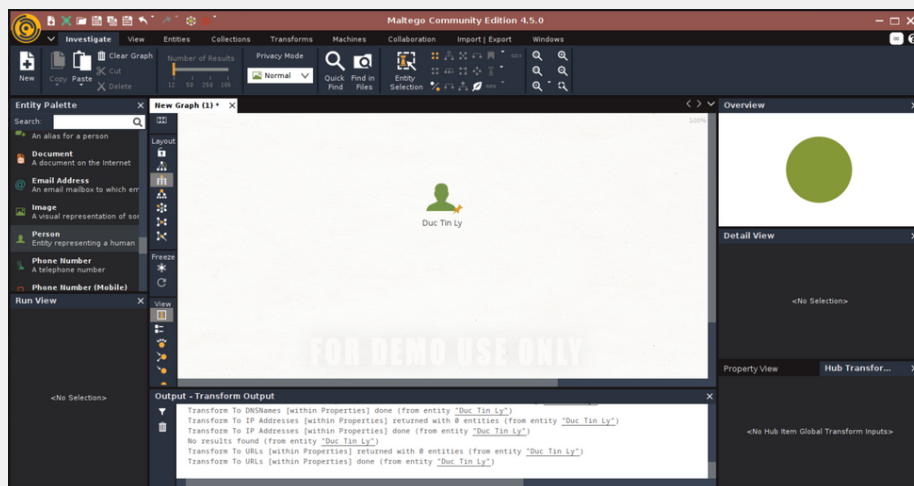 Maltego Community Edition 4.5.0
Investigate View Entities Collections Transforms Machines Collaboration Import | Export Windows
New
Copy
Paste
Clear Graph
Cut
Delete
Number of Results
12 50 250 10k
Privacy Mode
Normal
Quick Find
Find in Files
Entity Selection
Entity Palette
Search:
An alias for a person
Document
A document on the Internet
Email Address
An email mailbox to which em
Image
A visual representation of so
Person
Entity representing a human
Phone Number
A telephone number
Phone Number (Mobile)
Run View
<No Selection>
New Graph (1) *
Layout
Freeze
View
100%
Duc Tin Ly
FOR DEMO USE ONLY
Output - Transform Output
Transform To DNSNames [within Properties] done (from entity "Duc Tin Ly")
Transform To IP Addresses [within Properties] returned with 0 entities (from entity "Duc Tin Ly")
Transform To IP Addresses [within Properties] done (from entity "Duc Tin Ly")
No results found (from entity "Duc Tin Ly")
Transform To URLs [within Properties] returned with 0 entities (from entity "Duc Tin Ly")
Transform To URLs [within Properties] done (from entity "Duc Tin Ly")
Overview
Detail View
<No Selection>
Property View
Hub Transfor...
<No Hub Item Global Transform Inputs>